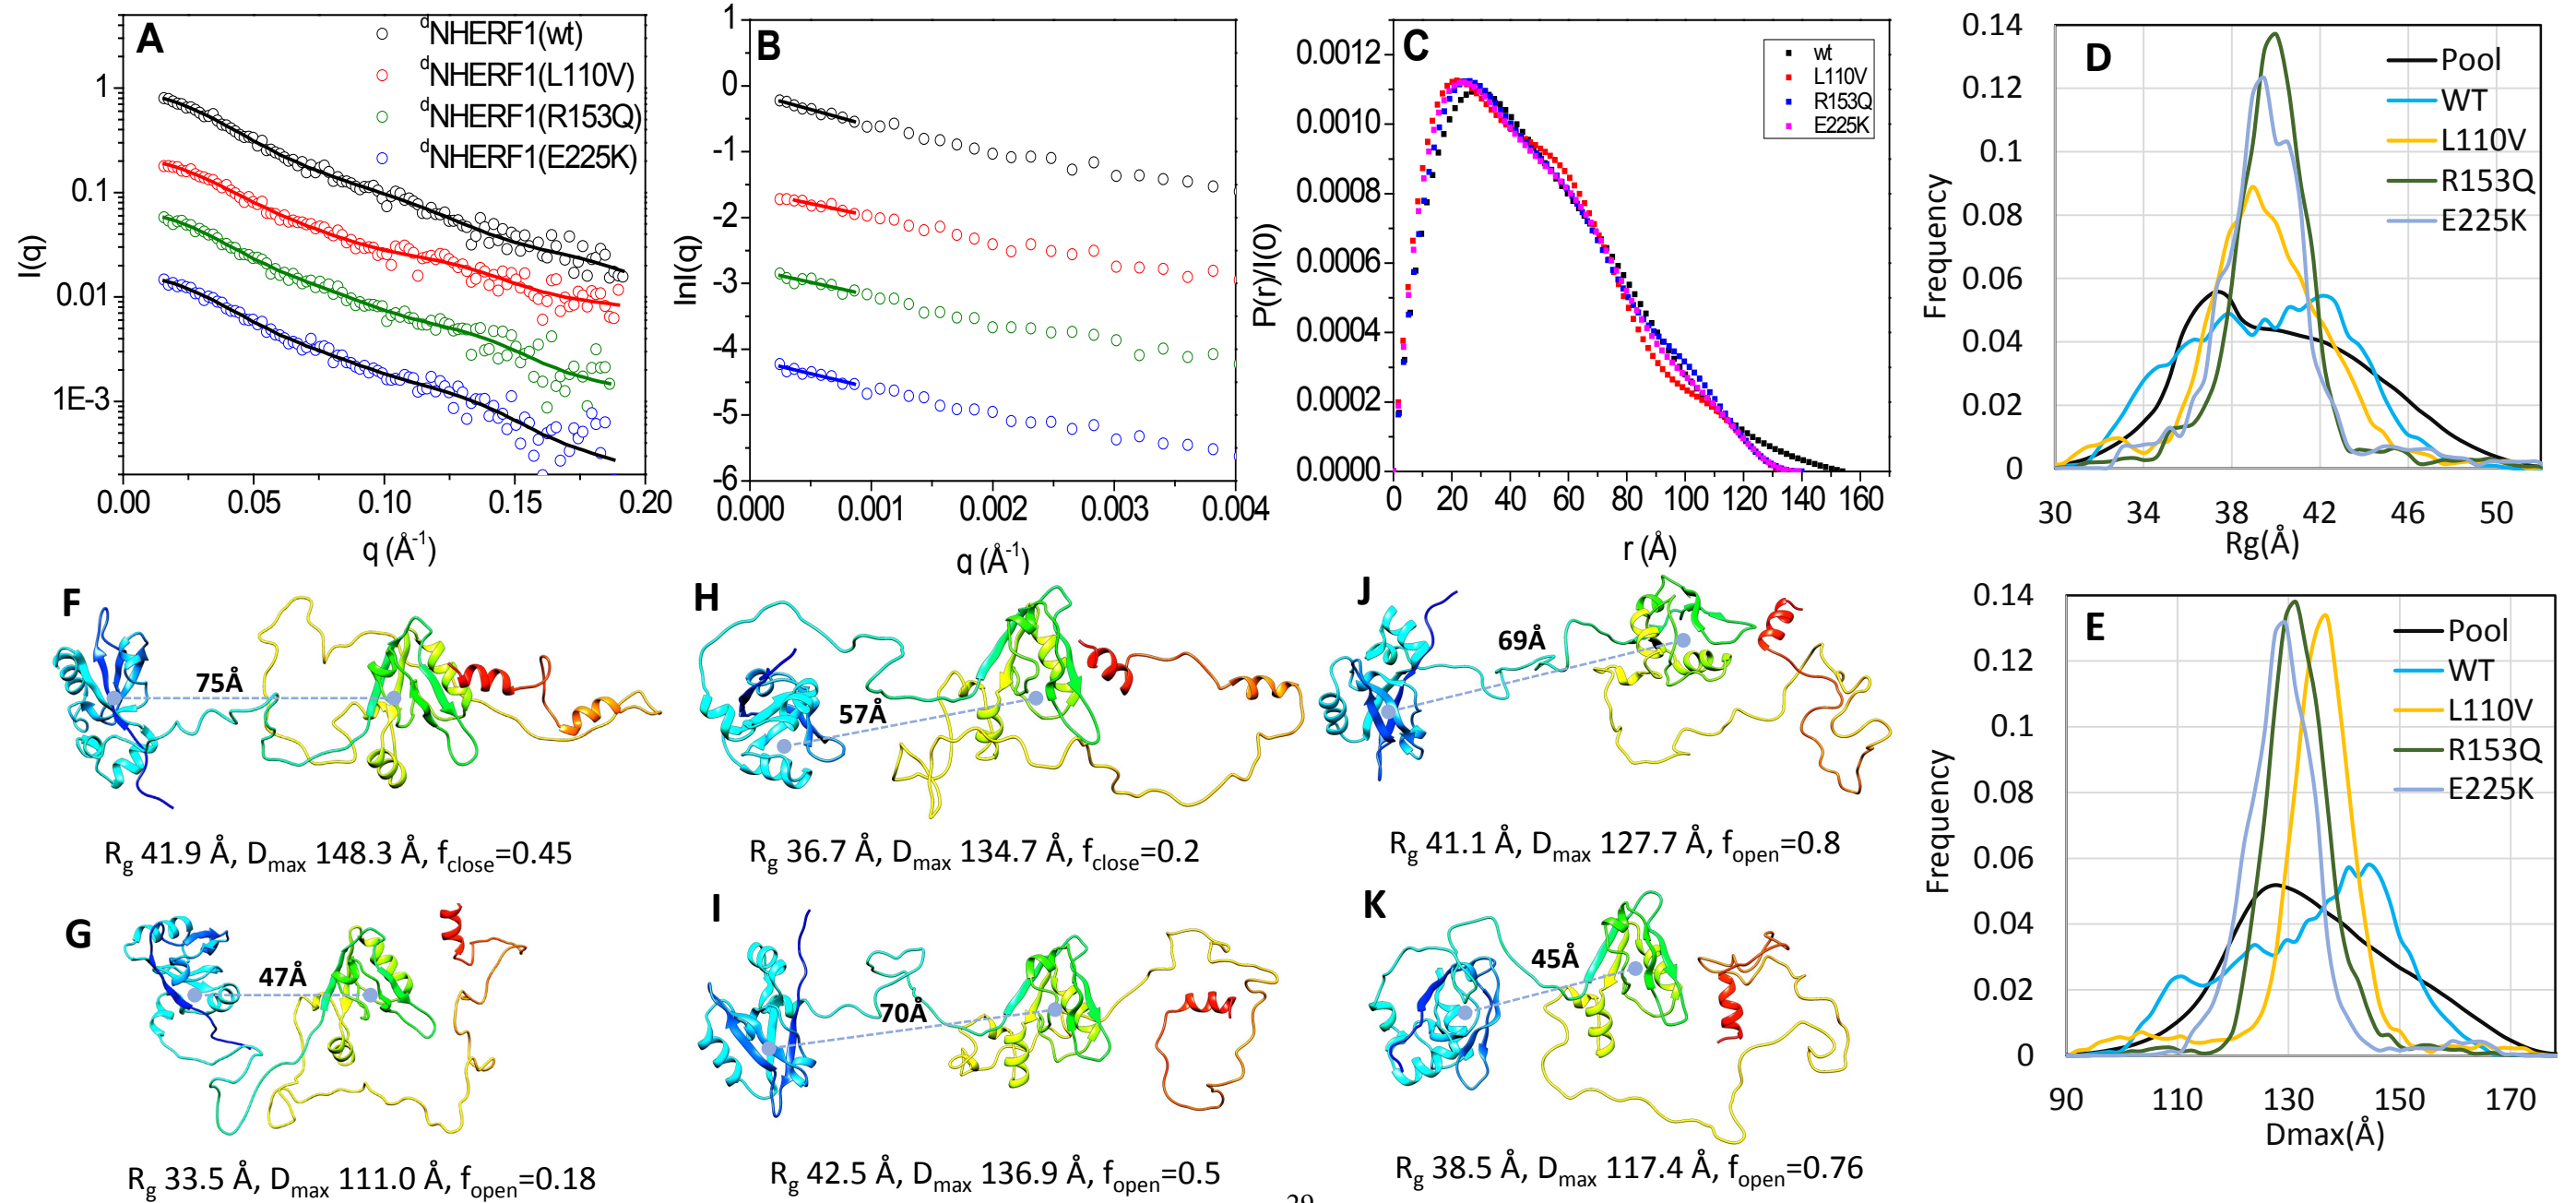 A
dNHERF1(wt)
dNHERF1(L110V)
dNHERF1(R153Q)
dNHERF1(E225K)
1
0.1
0.01
1E-3
I(q)
0.00 0.05 0.10 0.15 0.20
q (Å-1)
B
1
0
-1
-2
-3
-4
-5
-6
lnI(q)
0.000 0.001 0.002 0.003 0.004
q (Å-1)
C
wt
L110V
R153Q
E225K
0.0012
0.0010
0.0008
0.0006
0.0004
0.0002
0.0000
P(r)/I(0)
0 20 40 60 80 100 120 140 160
r (Å)
D
Pool
WT
L110V
R153Q
E225K
0.14
0.12
0.1
0.08
0.06
0.04
0.02
0
Frequency
30 34 38 42 46 50
Rg(Å)
E
Pool
WT
L110V
R153Q
E225K
0.14
0.12
0.1
0.08
0.06
0.04
0.02
0
Frequency
90 110 130 150 170
Dmax(Å)
F
75Å
Rg 41.9 Å, Dmax 148.3 Å, fclose=0.45
H
57Å
Rg 36.7 Å, Dmax 134.7 Å, fclose=0.2
J
69Å
Rg 41.1 Å, Dmax 127.7 Å, fopen=0.8
G
47Å
Rg 33.5 Å, Dmax 111.0 Å, fopen=0.18
I
70Å
Rg 42.5 Å, Dmax 136.9 Å, fopen=0.5
K
45Å
Rg 38.5 Å, Dmax 117.4 Å, fopen=0.76